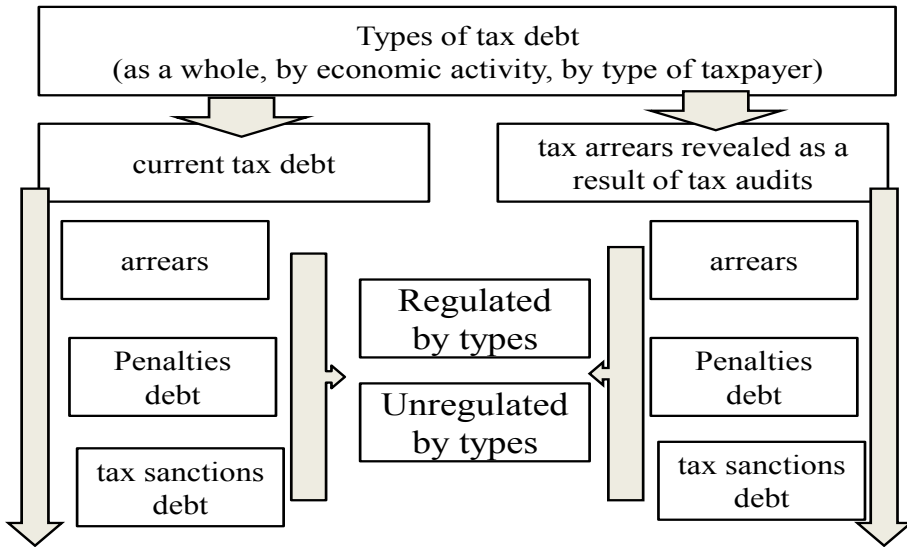 Types of tax debt
(as a whole, by economic activity, by type of taxpayer)
current tax debt
tax arrears revealed as a
result of tax audits
arrears
Penalties
debt
tax sanctions
debt
Regulated
by types
Unregulated
by types
arrears
Penalties
debt
tax sanctions
debt